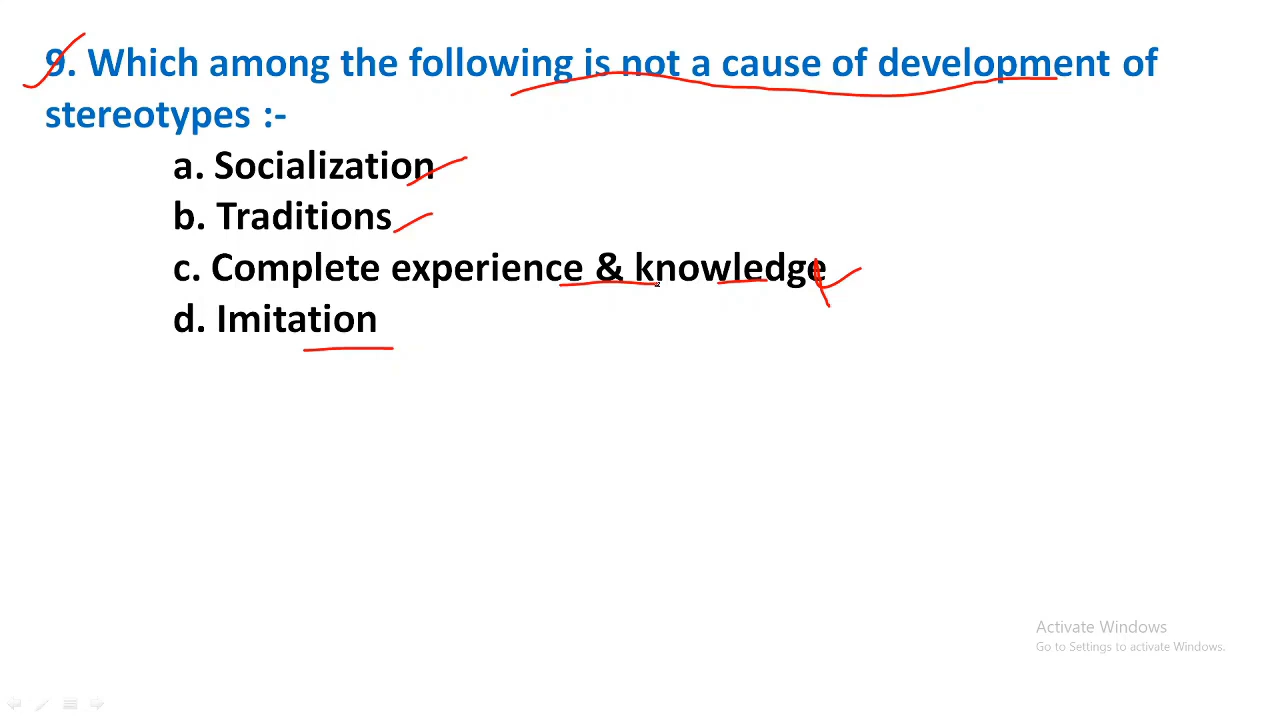 9. Which among the following is not a cause of development of
stereotypes :-
a. Socialization
b. Traditions
c. Complete experience & knowledge
d. Imitation
Activate Windows
Go to Settings to activate Windows.